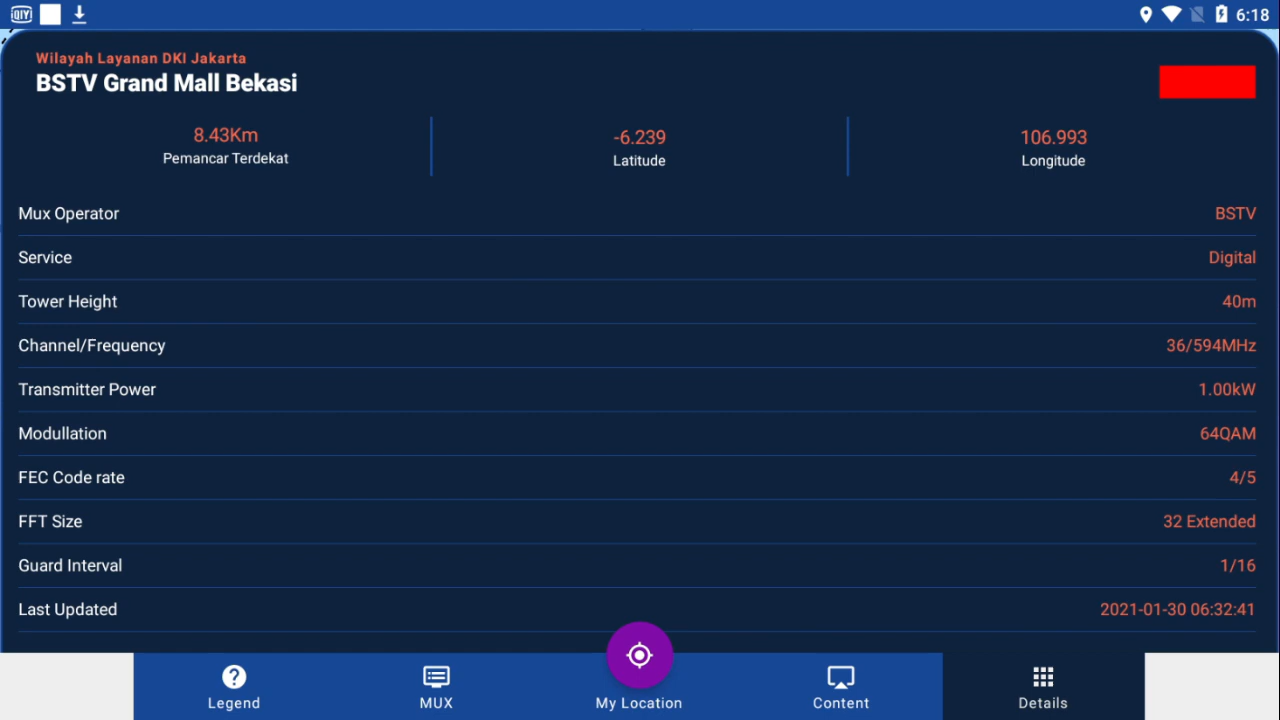 QIY
6:18
Wilayah Layanan DKI Jakarta
BSTV Grand Mall Bekasi
8.43Km
Pemancar Terdekat
-6.239
Latitude
106.993
Longitude
Mux Operator BSTV
Service Digital
Tower Height 40m
Channel/Frequency 36/594MHz
Transmitter Power 1.00kW
Modullation 64QAM
FEC Code rate 4/5
FFT Size 32 Extended
Guard Interval 1/16
Last Updated 2021-01-30 06:32:41
Legend
MUX
My Location
Content
Details